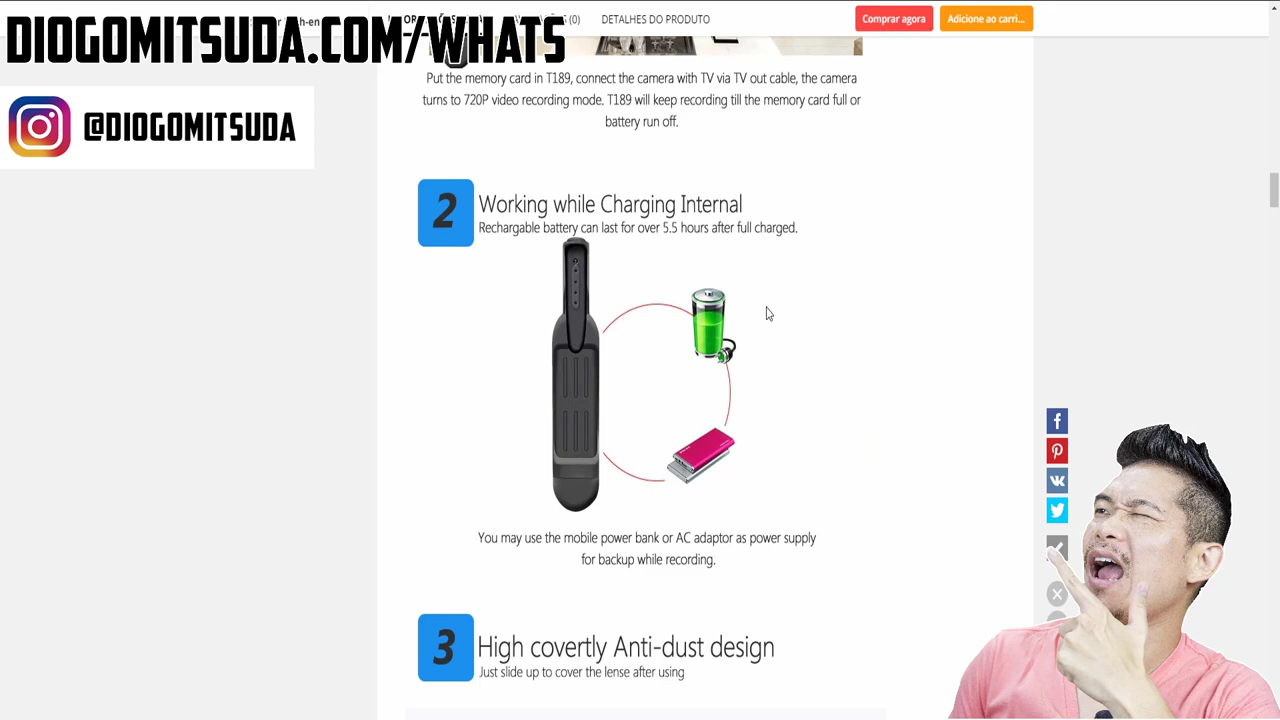 DETALHES DO PRODUTO
Comprar agora
Adicione ao carri...
DIOGOMITSUDA.COM/WHATS
@DIOGOMITSUDA
Put the memory card in T189, connect the camera with TV via TV out cable, the camera
turns to 720P video recording mode. T189 will keep recording till the memory card full or
battery run off.
2
Working while Charging Internal
Rechargable battery can last for over 5.5 hours after full charged.
You may use the mobile power bank or AC adaptor as power supply
for backup while recording.
3
High covertly Anti-dust design
Just slide up to cover the lense after using